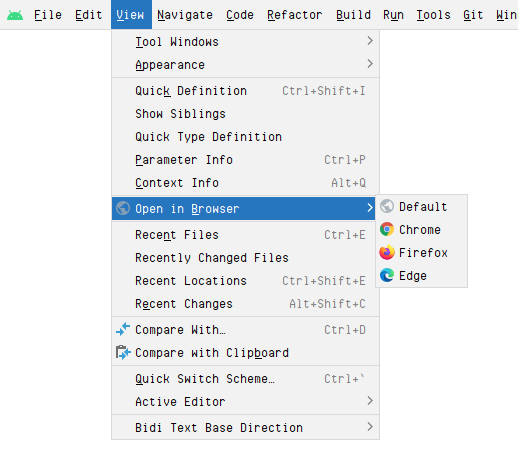 File Edit View Navigate Code Refactor Build Run Tools Git Win
Tool Windows
Appearance
Quick Definition Ctrl+Shift+I
Show Siblings
Quick Type Definition
Parameter Info Ctrl+P
Context Info Alt+Q
Open in Browser Default
Chrome
Recent Files Ctrl+E
Firefox
Recently Changed Files
Edge
Recent Locations Ctrl+Shift+E
Recent Changes Alt+Shift+C
Compare With… Ctrl+D
Compare with Clipboard
Quick Switch Scheme… Ctrl+`
Active Editor
Bidi Text Base Direction